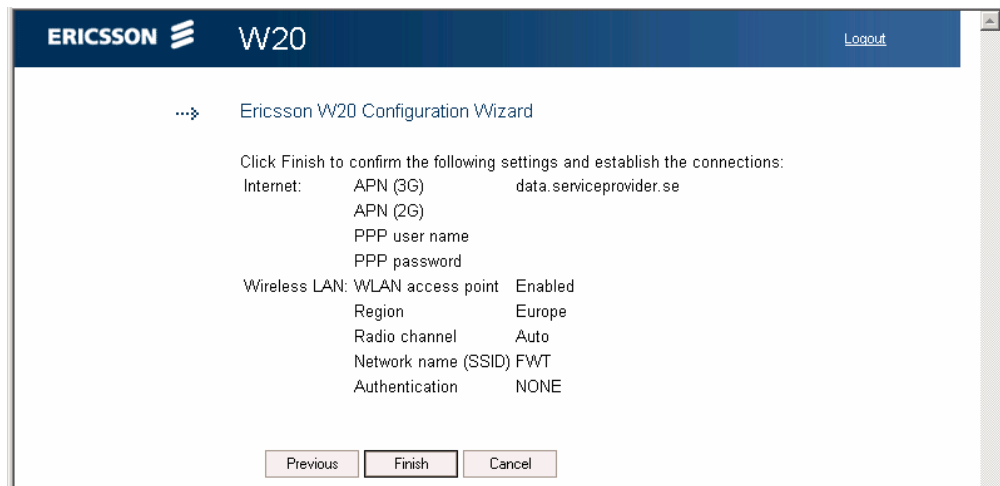 ERICSSON W20 Logout
Ericsson W20 Configuration Wizard
Click Finish to confirm the following settings and establish the connections:
Internet: APN (3G) data.serviceprovider.se
APN (2G)
PPP user name
PPP password
Wireless LAN: WLAN access point Enabled
Region Europe
Radio channel Auto
Network name (SSID) FWT
Authentication NONE
Previous Finish Cancel